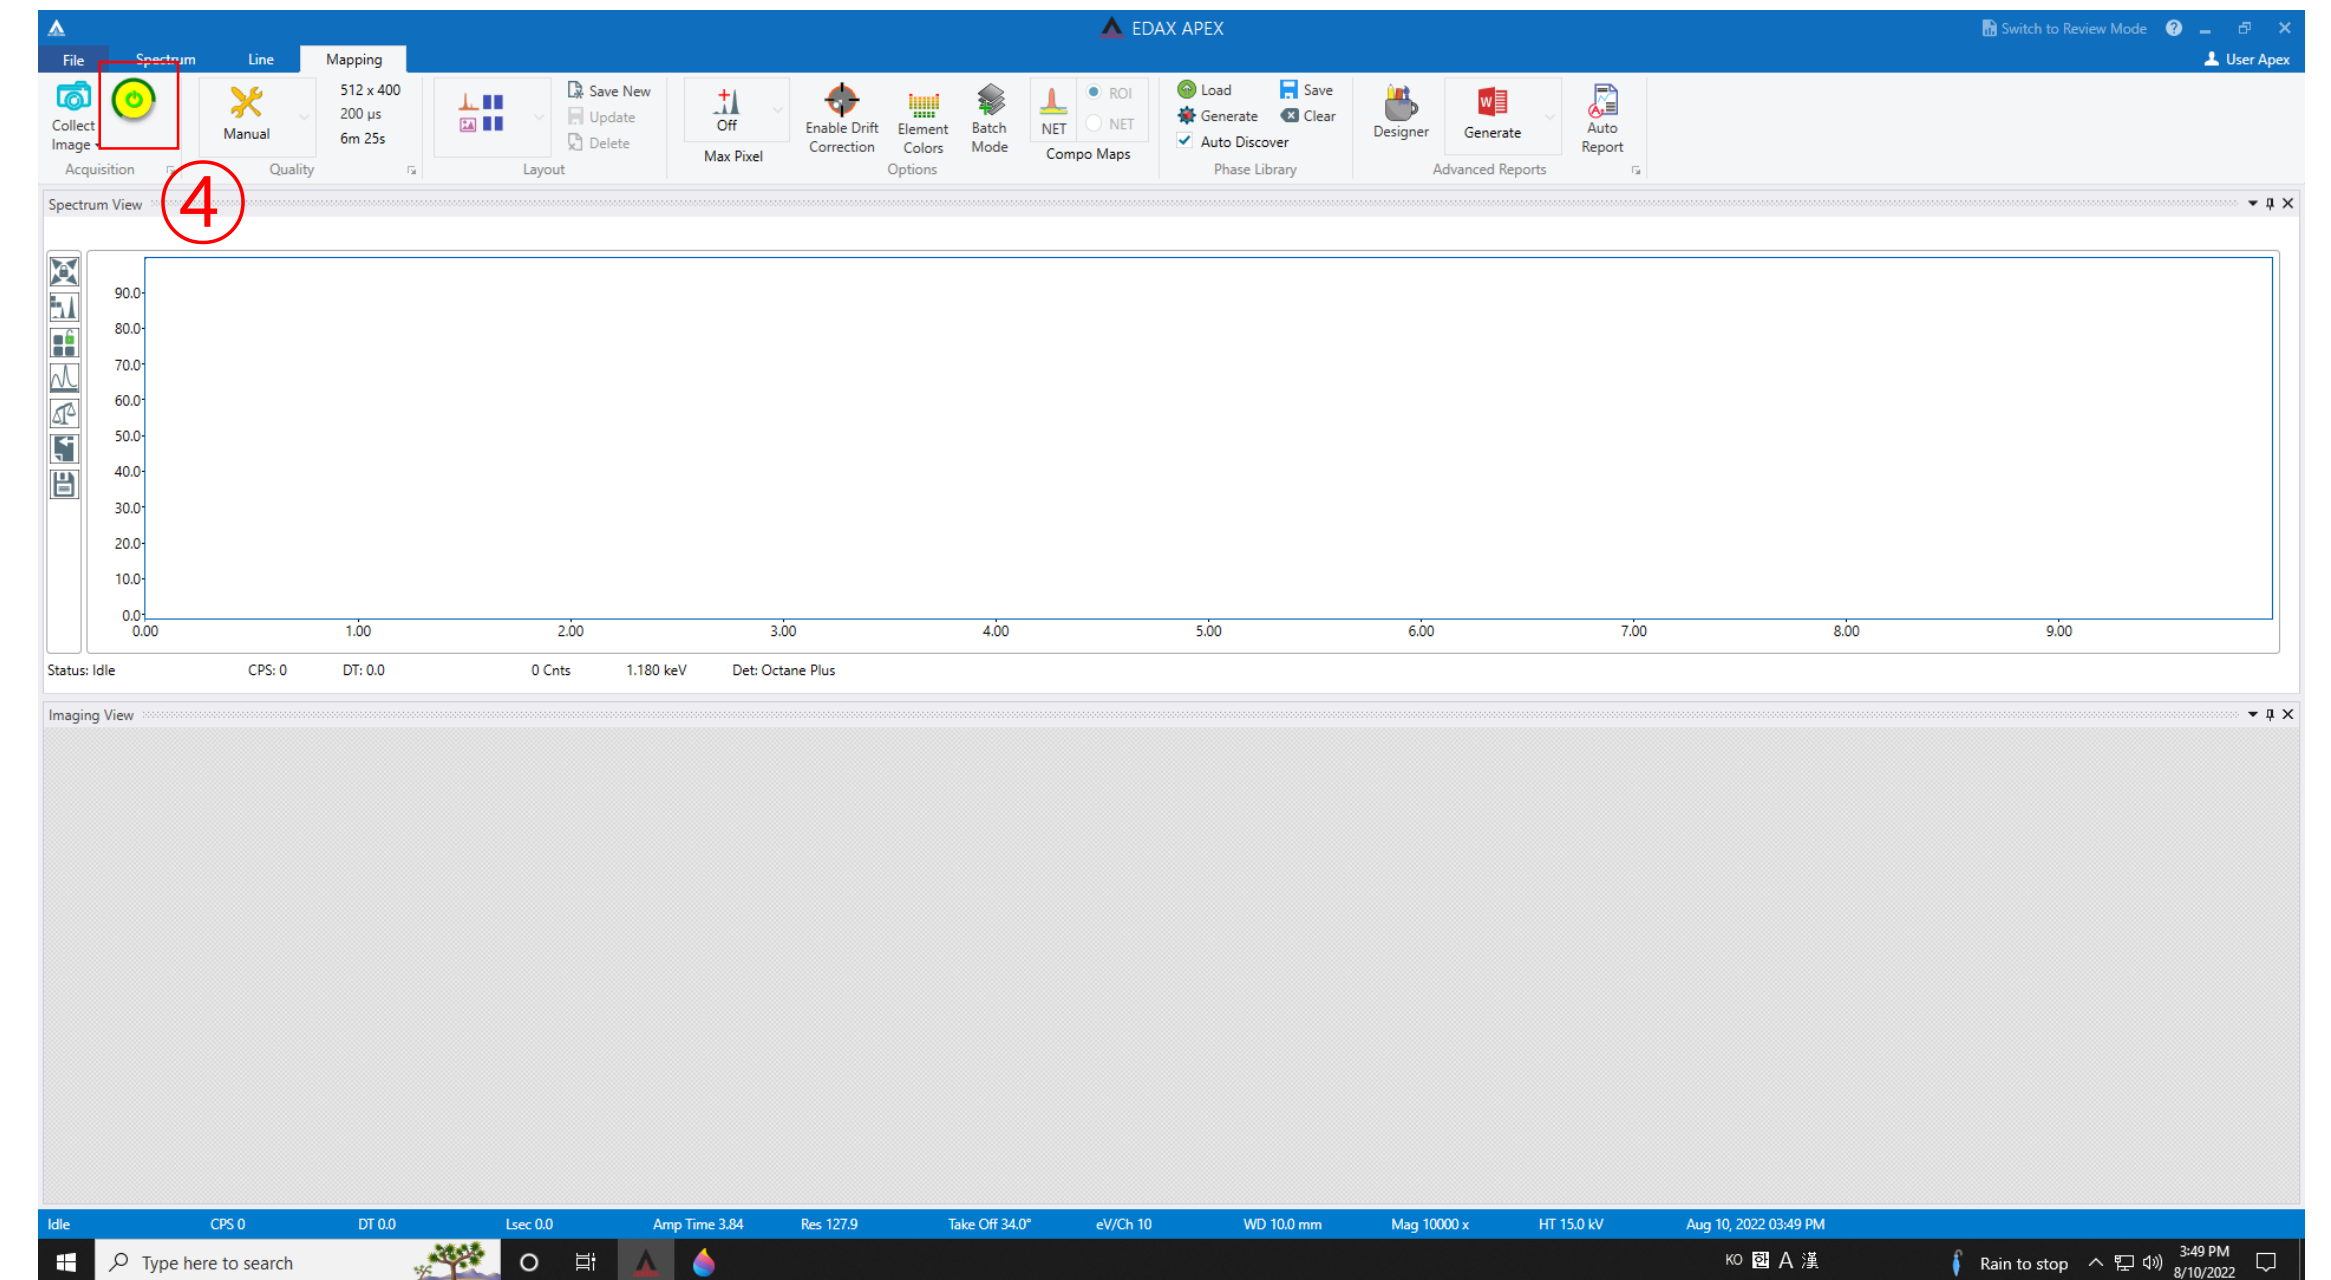 EDAX APEX
Switch to Review Mode
File Spectrum Line Mapping
User Apex
Collect Image
Manual
512 x 400
200 µs
6m 25s
Save New
Update
Delete
Off
Max Pixel
Enable Drift Correction
Element Colors
Batch Mode
NET
ROI
NET
Compo Maps
Load
Save
Generate
Clear
Auto Discover
Designer
Generate
Auto Report
Acquisition Quality Layout Options Phase Library Advanced Reports
④
Spectrum View
90.0
80.0
70.0
60.0
50.0
40.0
30.0
20.0
10.0
0.0
0.00 1.00 2.00 3.00 4.00 5.00 6.00 7.00 8.00 9.00
Status: Idle CPS: 0 DT: 0.0 0 Cnts 1.180 keV Det: Octane Plus
Imaging View
Idle CPS 0 DT 0.0 Lsec 0.0 Amp Time 3.84 Res 127.9 Take Off 34.0° eV/Ch 10 WD 10.0 mm Mag 10000 x HT 15.0 kV Aug 10, 2022 03:49 PM
Type here to search
KO 한 A 漢
Rain to stop
3:49 PM
8/10/2022